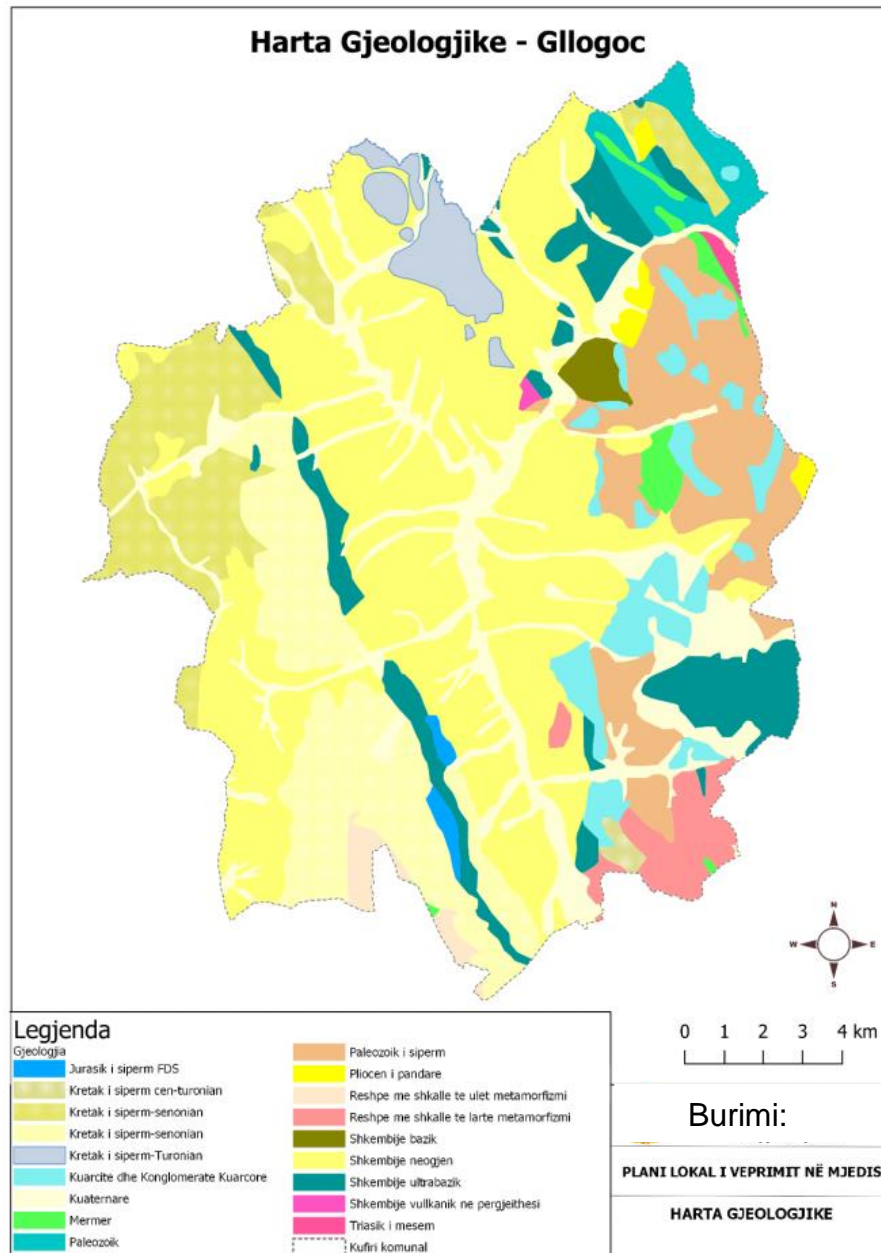 Harta Gjeologjike - Gllogoc
N
W E
S
Legjenda
Gjeologjia
Jurasik i siperm FDS
Kretak i siperm cen-turonian
Kretak i siperm-senonian
Kretak i siperm-senonian
Kretak i siperm-Turonian
Kuarcite dhe Konglomerate Kuarcore
Kuaternare
Mermer
Paleozoik
Paleozoik i siperm
Pliocen i pandare
Reshpe me shkalle te ulet metamorfizmi
Reshpe me shkalle te larte metamorfizmi
Shkembije bazik
Shkembije neogjen
Shkembije ultrabazik
Shkembije vullkanik ne pergjeithesi
Triasik i mesem
Kufiri komunal
0 1 2 3 4 km
Burimi:
PLANI LOKAL I VEPRIMIT NË MJEDIS
HARTA GJEOLOGJIKE